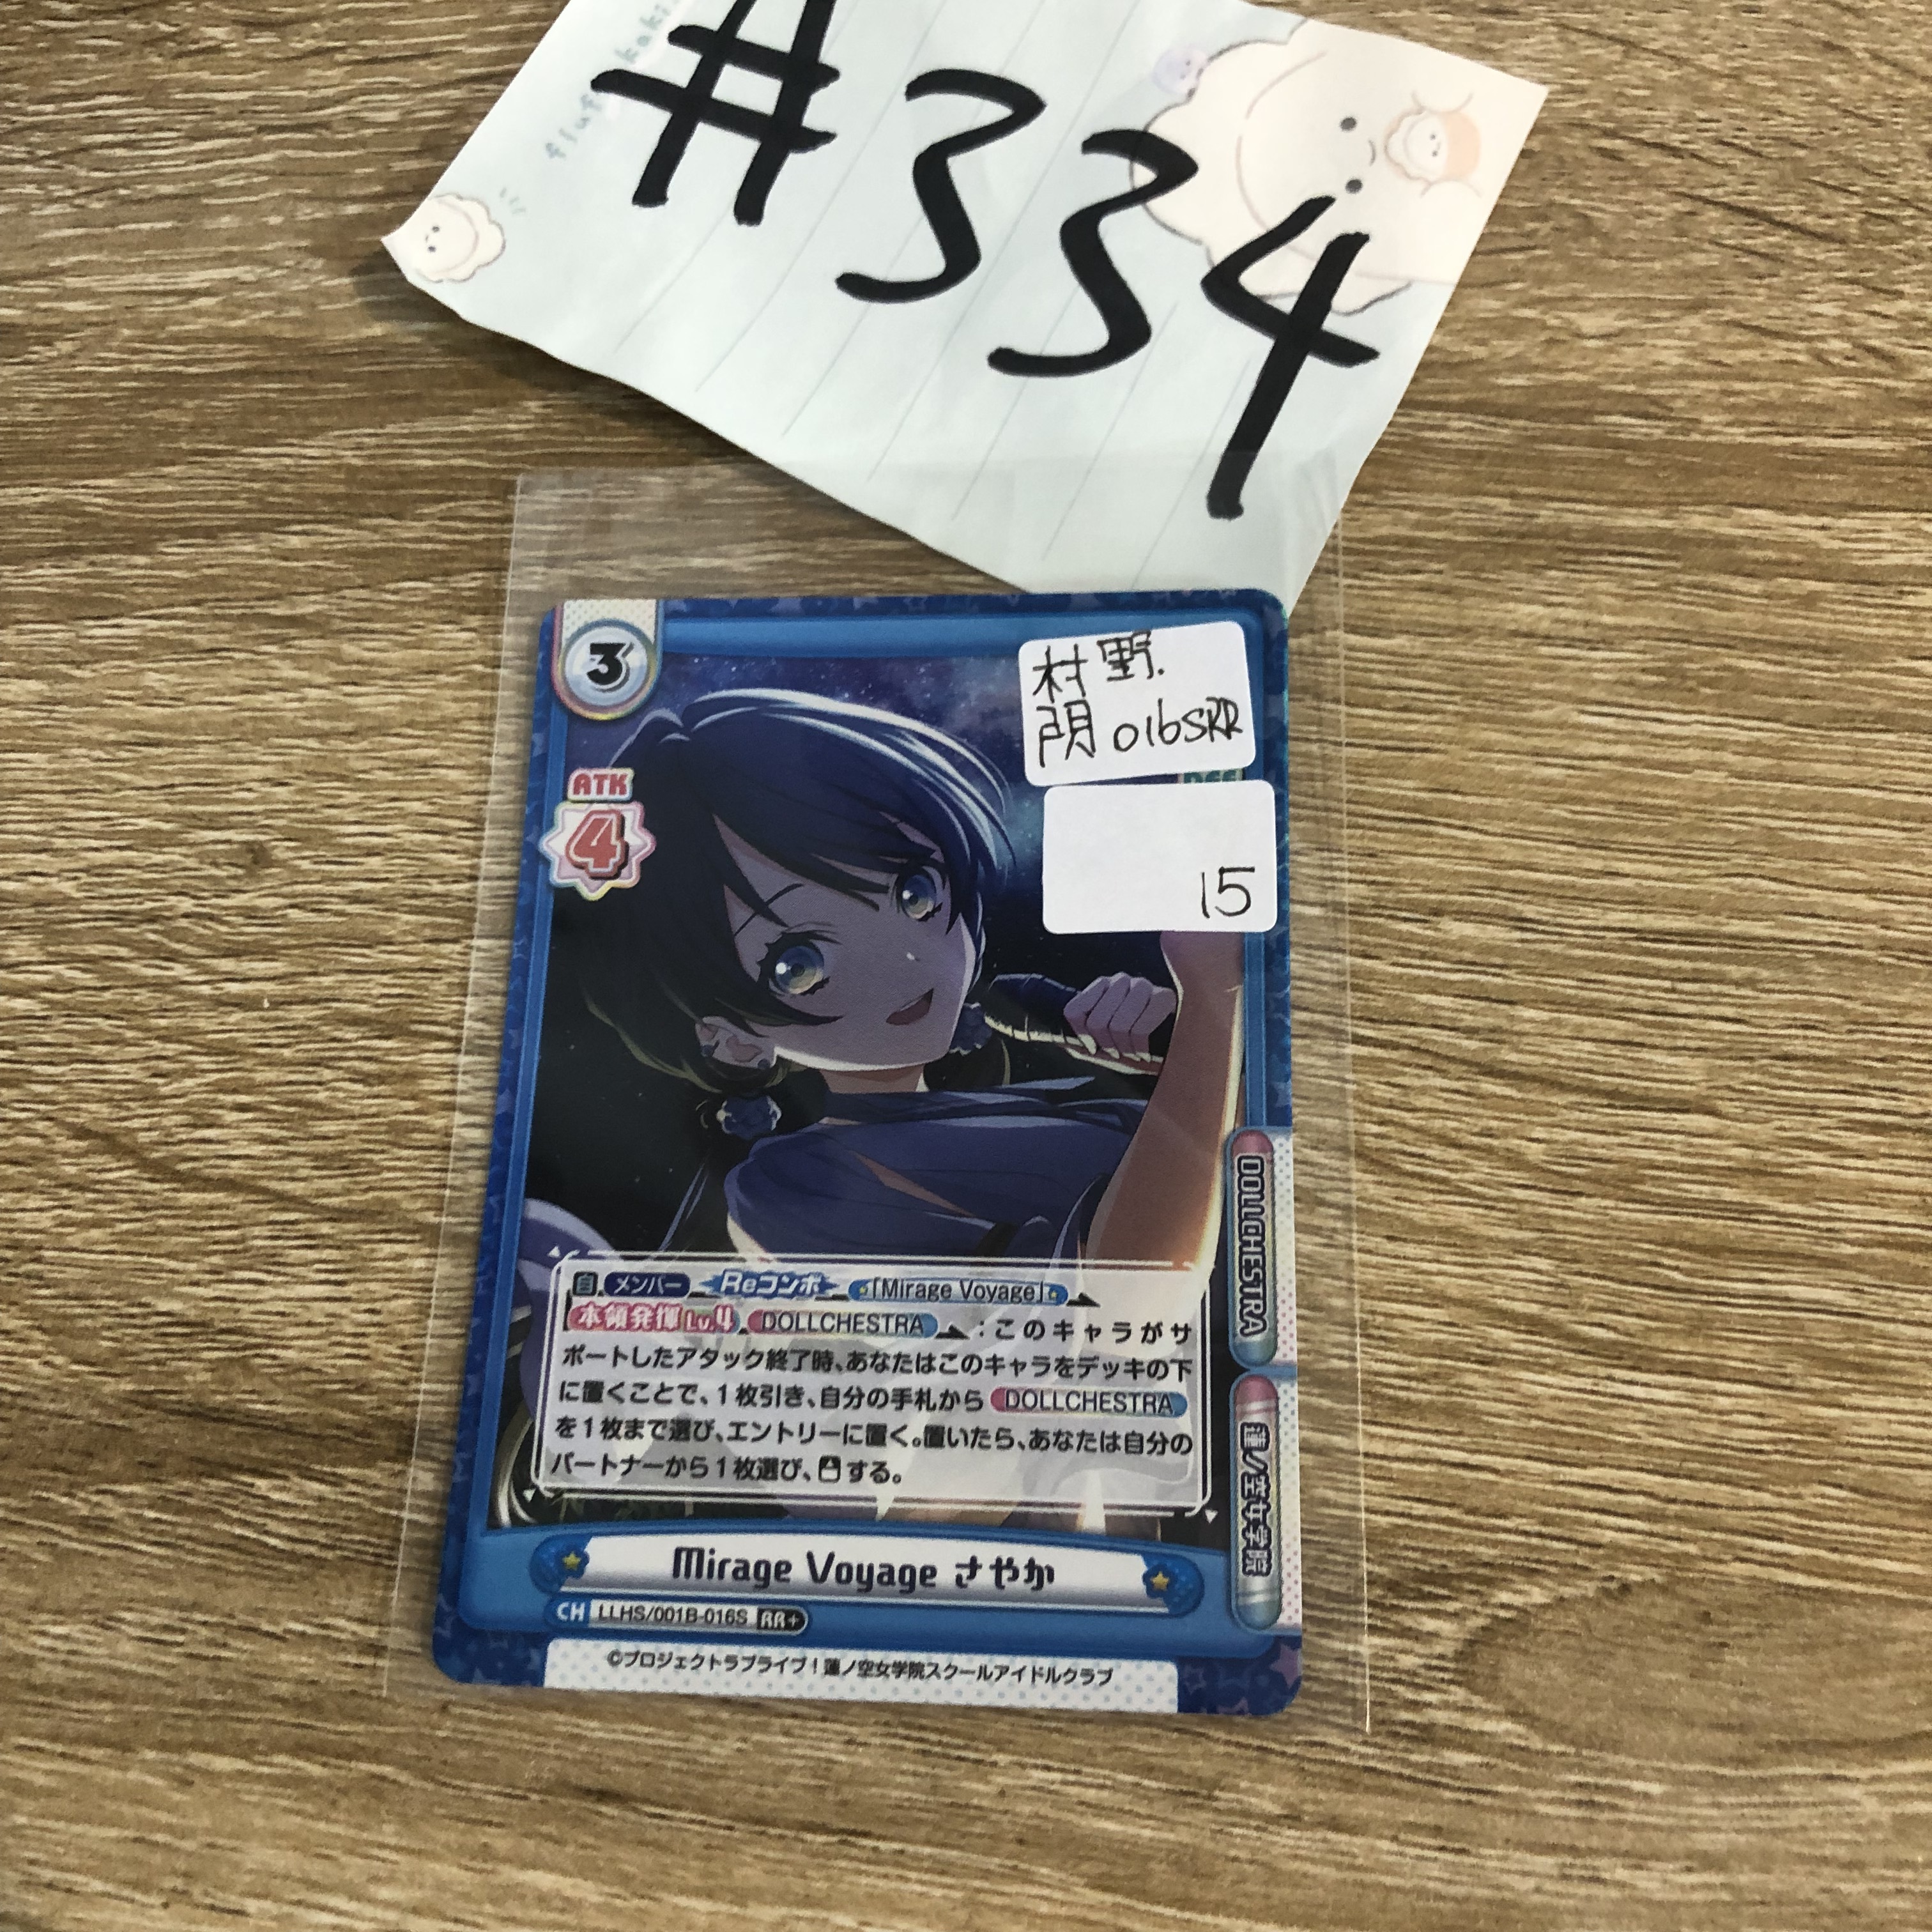 fluffy kaki
#334
3
村野.
門 016SRR
ATK
4
15
DOLLCHESTRA
蓮ノ空女学院
自 メンバー Reコンボ 「Mirage Voyage」
本領発揮 Lv.4 DOLLCHESTRA :このキャラがサ
ポートしたアタック終了時、あなたはこのキャラをデッキの下
に置くことで、1枚引き、自分の手札から DOLLCHESTRA
を1枚まで選び、エントリーに置く。置いたら、あなたは自分の
パートナーから1枚選び、する。
Mirage Voyage さやか
CH LLHS/001B-016S RR+
©プロジェクトラブライブ!蓮ノ空女学院スクールアイドルクラブ